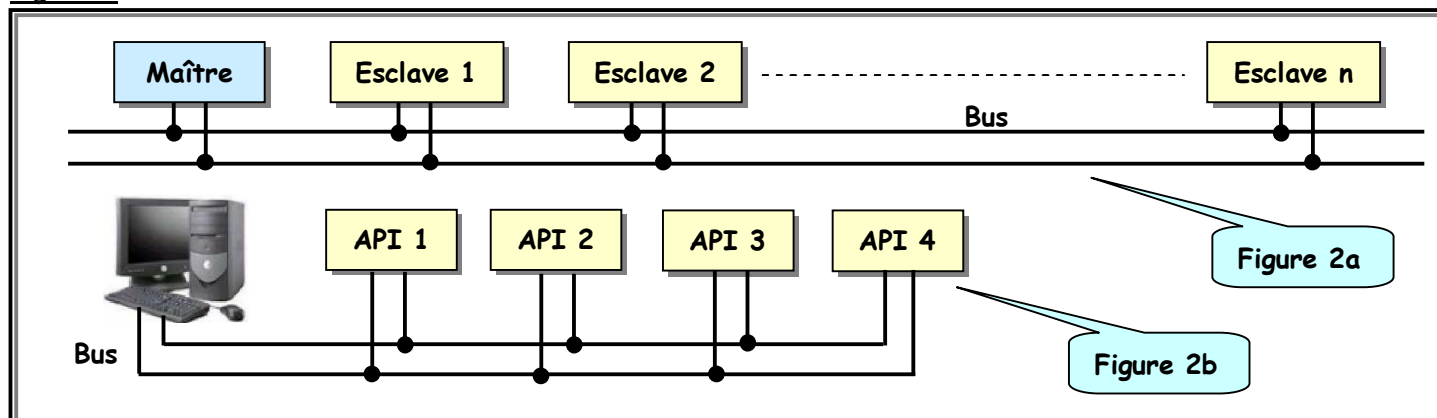 Maître
Esclave 1
Esclave 2
Esclave n
Bus
API 1
API 2
API 3
API 4
Figure 2a
Bus
Figure 2b